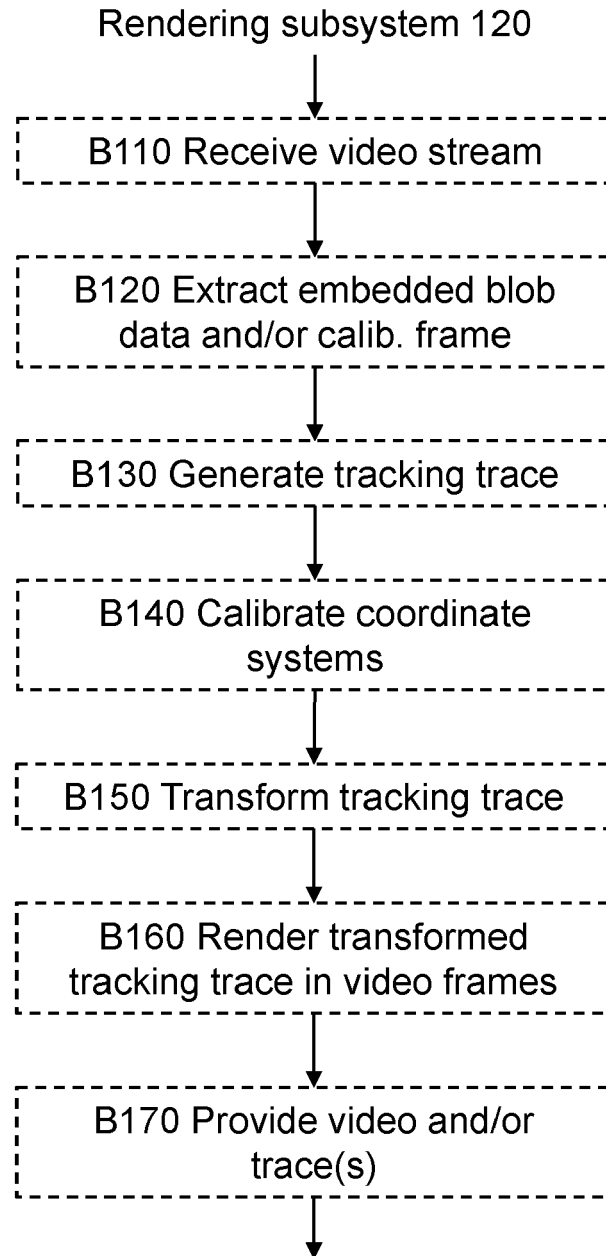 Rendering subsystem 120
B110 Receive video stream
B120 Extract embedded blob
data and/or calib. frame
B130 Generate tracking trace
B140 Calibrate coordinate
systems
B150 Transform tracking trace
B160 Render transformed
tracking trace in video frames
B170 Provide video and/or
trace(s)